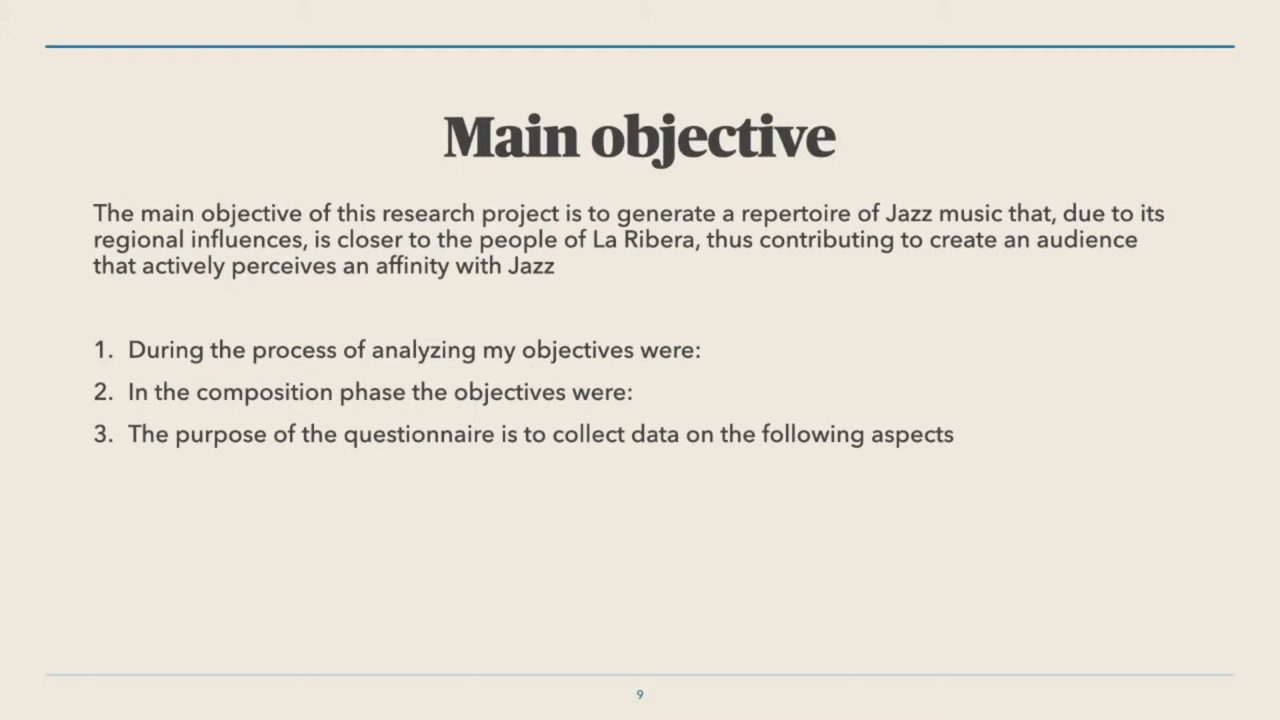 Main objective
The main objective of this research project is to generate a repertoire of Jazz music that, due to its
regional influences, is closer to the people of La Ribera, thus contributing to create an audience
that actively perceives an affinity with Jazz
1. During the process of analyzing my objectives were:
2. In the composition phase the objectives were:
3. The purpose of the questionnaire is to collect data on the following aspects
9